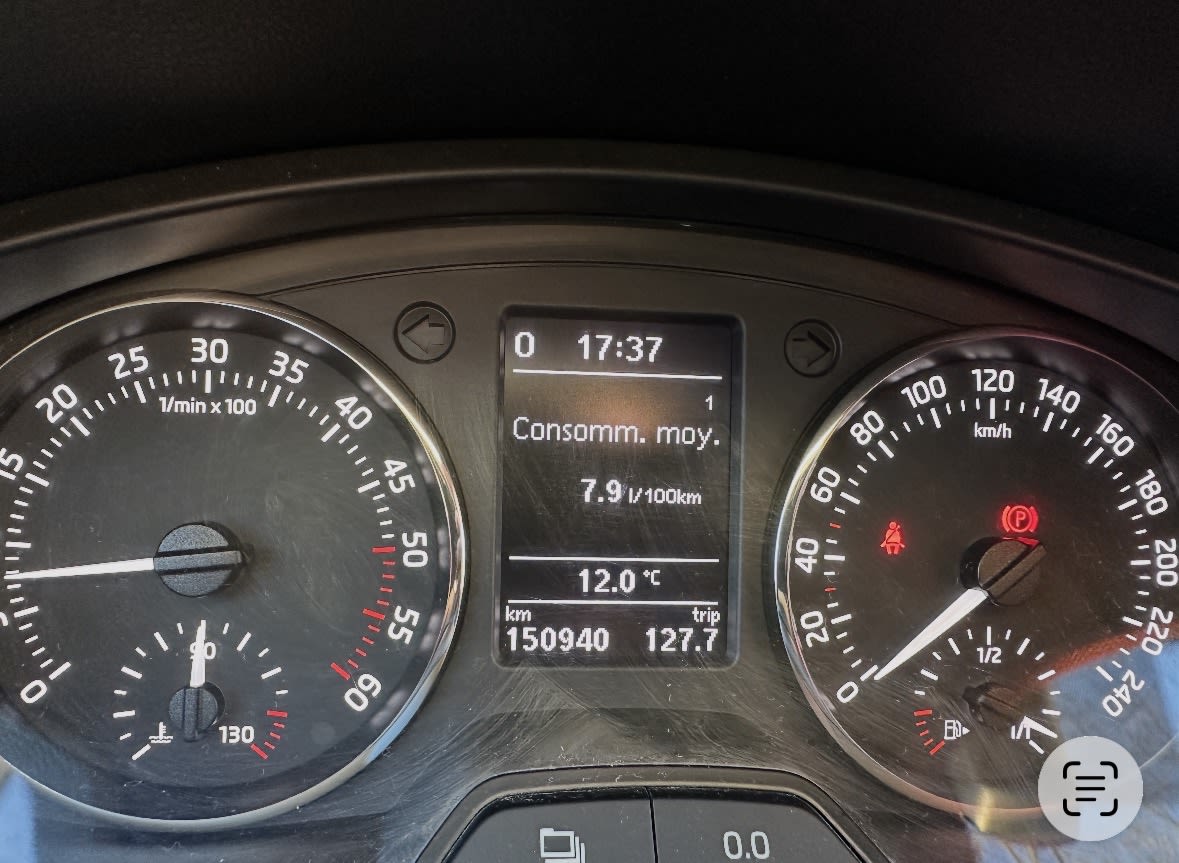 0 5 15 20 25 30 35 40 45 50 55 60
1/min x 100
90
130
0 17:37
1
Consomm. moy.
7.9 l/100km
12.0 °C
km trip
150940 127.7
0 20 40 60 80 100 120 140 160 180 200 220 240
km/h
P
1/2
1/1
0.0